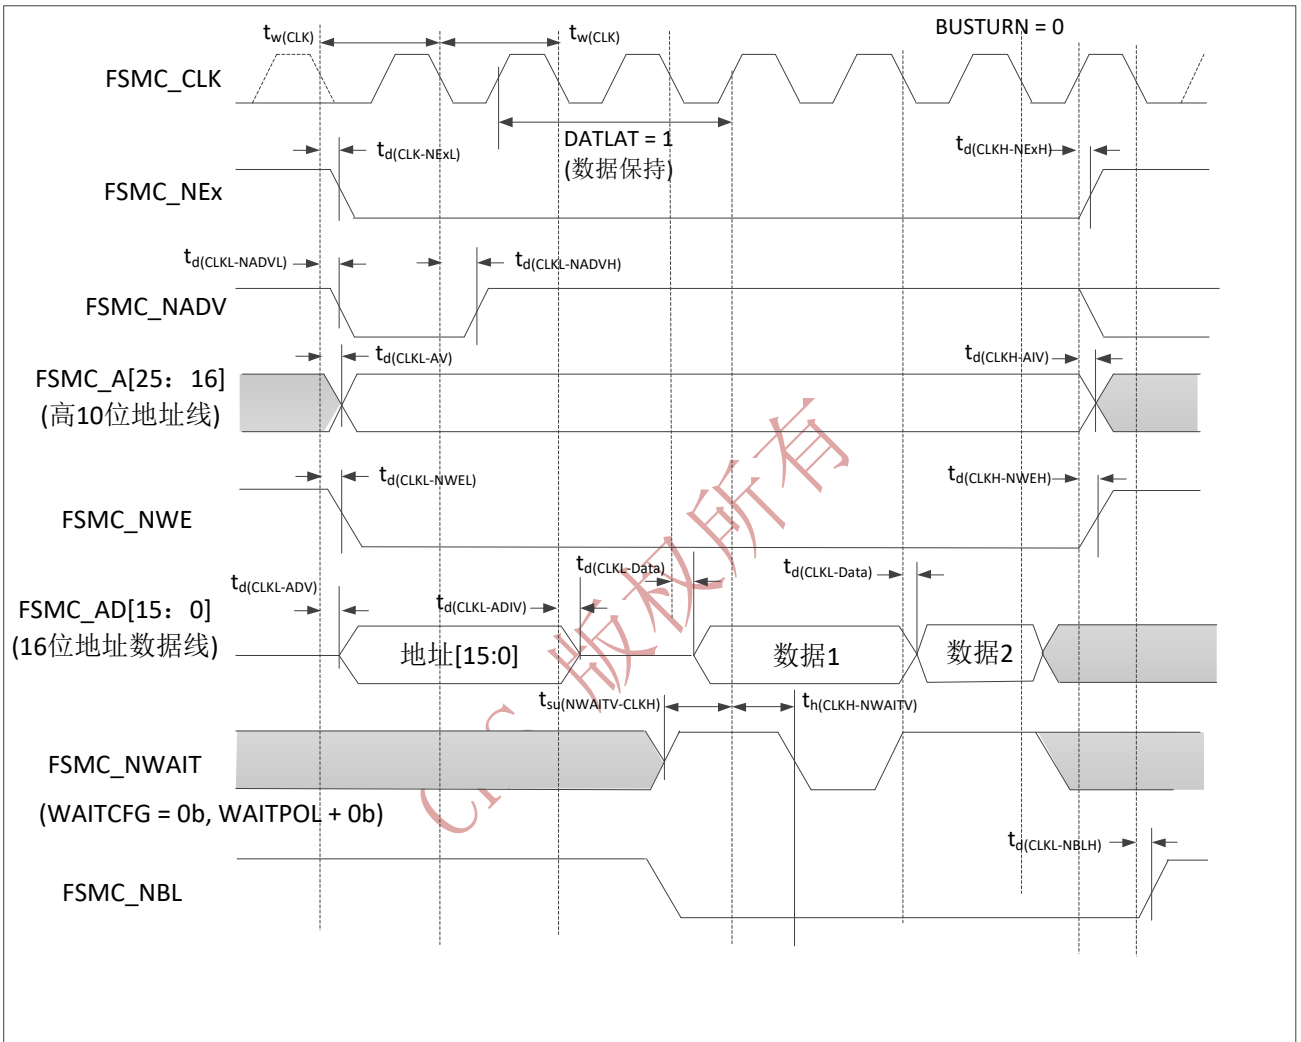 BUSTURN = 0
tw(CLK)
tw(CLK)
FSMC_CLK
DATLAT = 1
(数据保持)
td(CLK-NExL)
td(CLKH-NExH)
FSMC_NEx
td(CLKL-NADVL)
td(CLKL-NADVH)
FSMC_NADV
td(CLKL-AV)
td(CLKH-AIV)
FSMC_A[25：16]
(高10位地址线)
td(CLKL-NWEL)
td(CLKH-NWEH)
FSMC_NWE
td(CLKL-Data)
td(CLKL-Data)
td(CLKL-ADV)
td(CLKL-ADIV)
FSMC_AD[15：0]
(16位地址数据线)
地址[15:0]
数据1
数据2
tsu(NWAITV-CLKH)
th(CLKH-NWAITV)
FSMC_NWAIT
(WAITCFG = 0b, WAITPOL + 0b)
td(CLKL-NBLH)
FSMC_NBL
版权所有